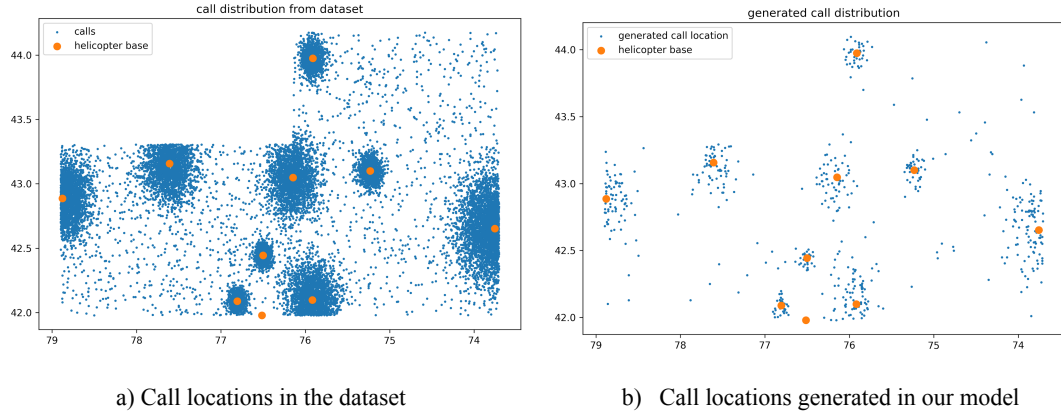 call distribution from dataset
calls
helicopter base
44.0
43.5
43.0
42.5
42.0
79
78
77
76
75
74
a) Call locations in the dataset
generated call distribution
generated call location
helicopter base
44.0
43.5
43.0
42.5
42.0
79
78
77
76
75
74
b) Call locations generated in our model